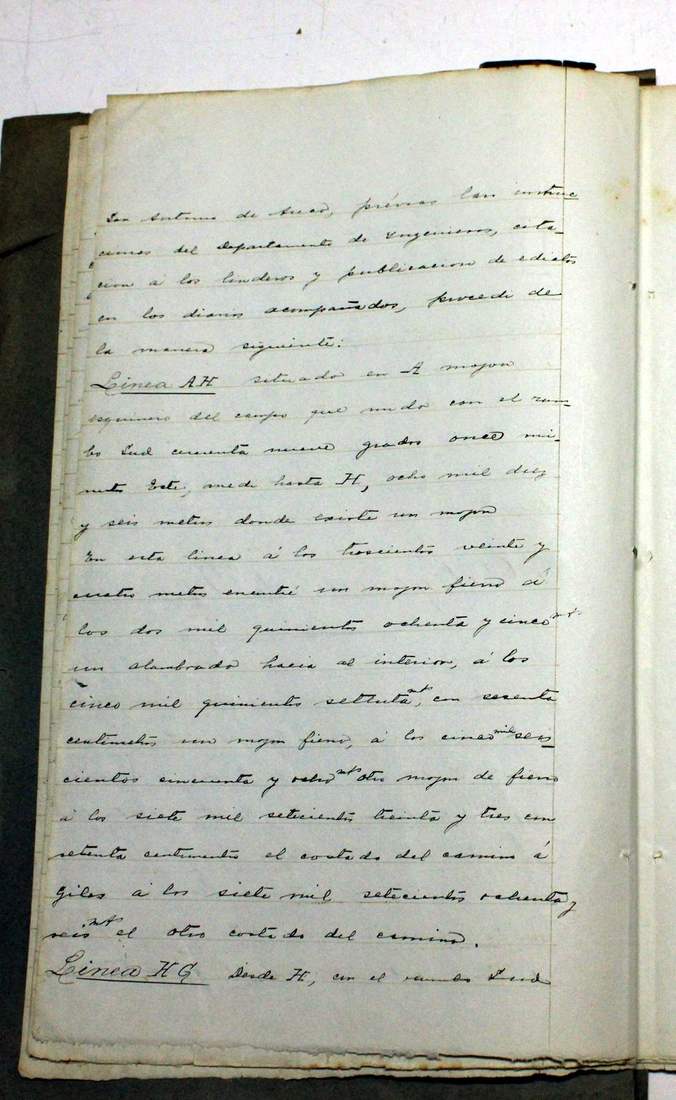 San Antonio de Areco, prévias las instruc
ciones del Departamento de Ingenieros, cita-
cion á los linderos y publicacion de edictos
en los diarios acompañados, procedi de
la manera siguiente:
Linea AH situado en A mojon
esquinero del campo que mido con el rum-
bo Sud cincuenta nueve grados once mi-
nutos Este, mede hasta H, ocho mil diez
y seis metros donde existe un mojon
En esta linea á los trescientos veinte y
cuatro metros encontré un mojon fierro á
los dos mil quinientos ochenta y cinco mts.
un alambrado hacia al interior, á los
cinco mil quinientos setenta mts, con sesenta
centimetros un mojon fierro, á los cinco mil seis
cientos cincuenta y ocho mts otro mojon de fierro
á los siete mil setecientos treinta y tres con
setenta centimetros el costado del camino á
Giles á los siete mil setecientos ochenta y
seis mts el otro costado del camino.
Linea HG Desde H, con el rumbo Sud